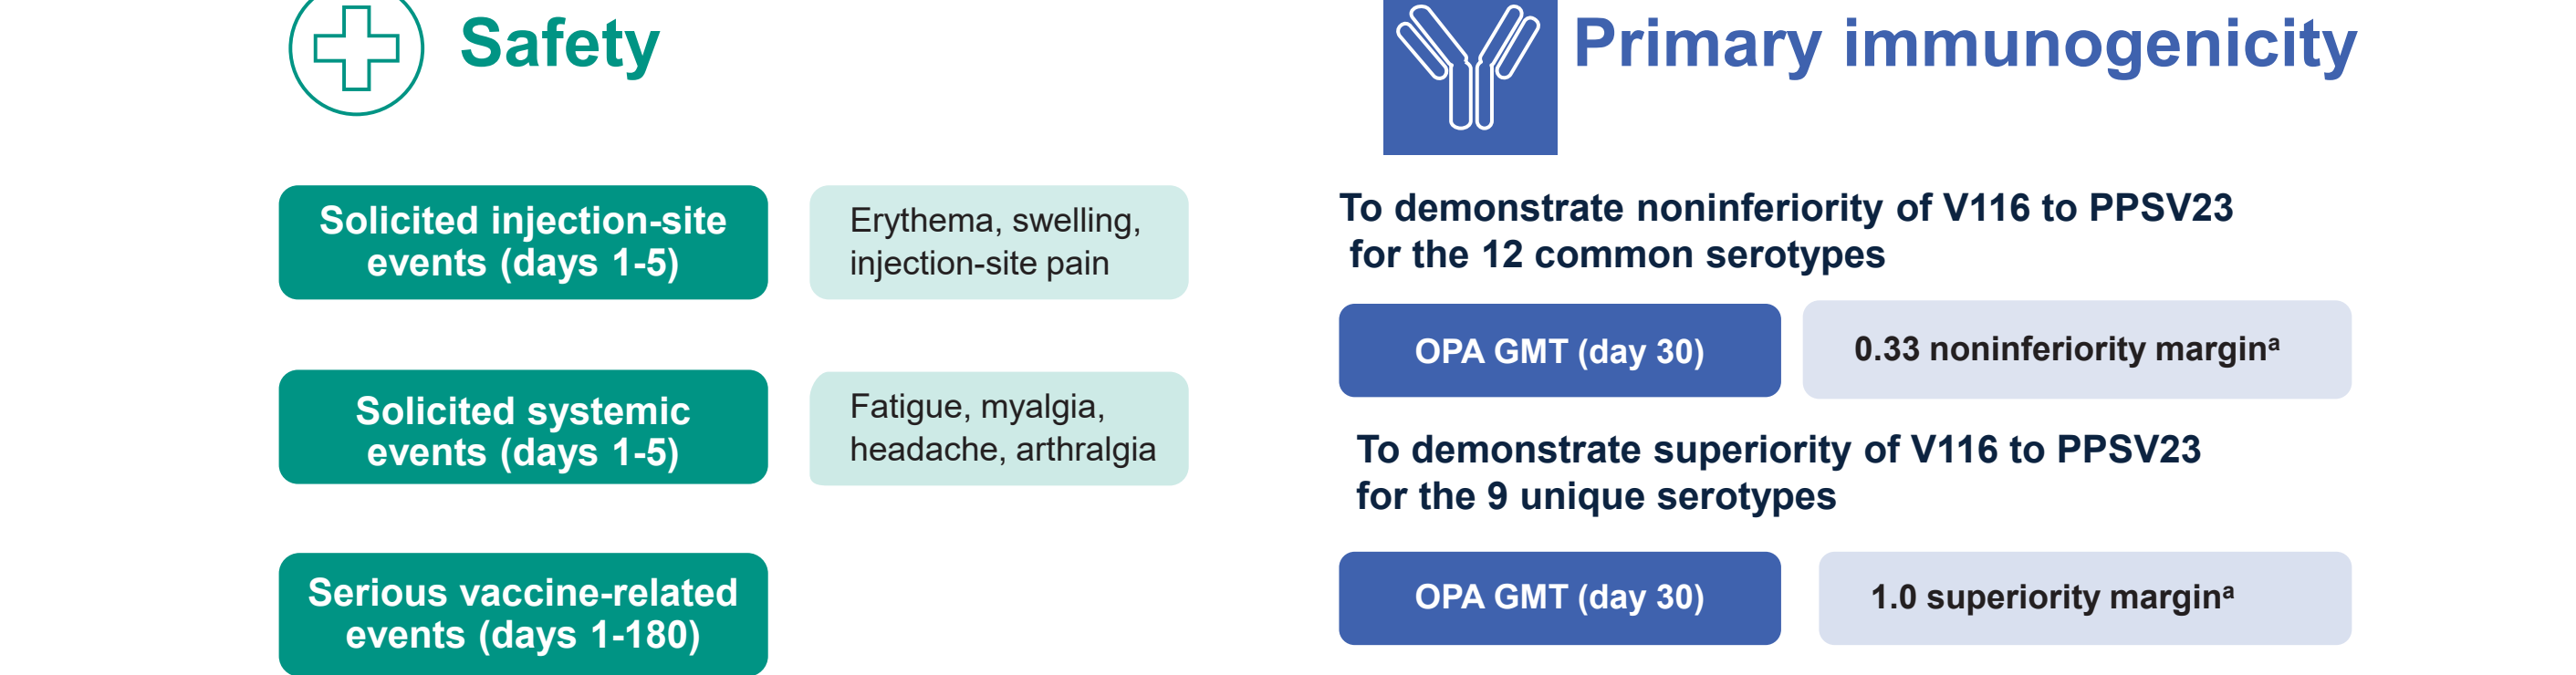 Safety
Solicited injection-site
events (days 1-5)
Erythema, swelling,
injection-site pain
Solicited systemic
events (days 1-5)
Fatigue, myalgia,
headache, arthralgia
Serious vaccine-related
events (days 1-180)
Primary immunogenicity
To demonstrate noninferiority of V116 to PPSV23
for the 12 common serotypes
OPA GMT (day 30)
0.33 noninferiority marginᵃ
To demonstrate superiority of V116 to PPSV23
for the 9 unique serotypes
OPA GMT (day 30)
1.0 superiority marginᵃ